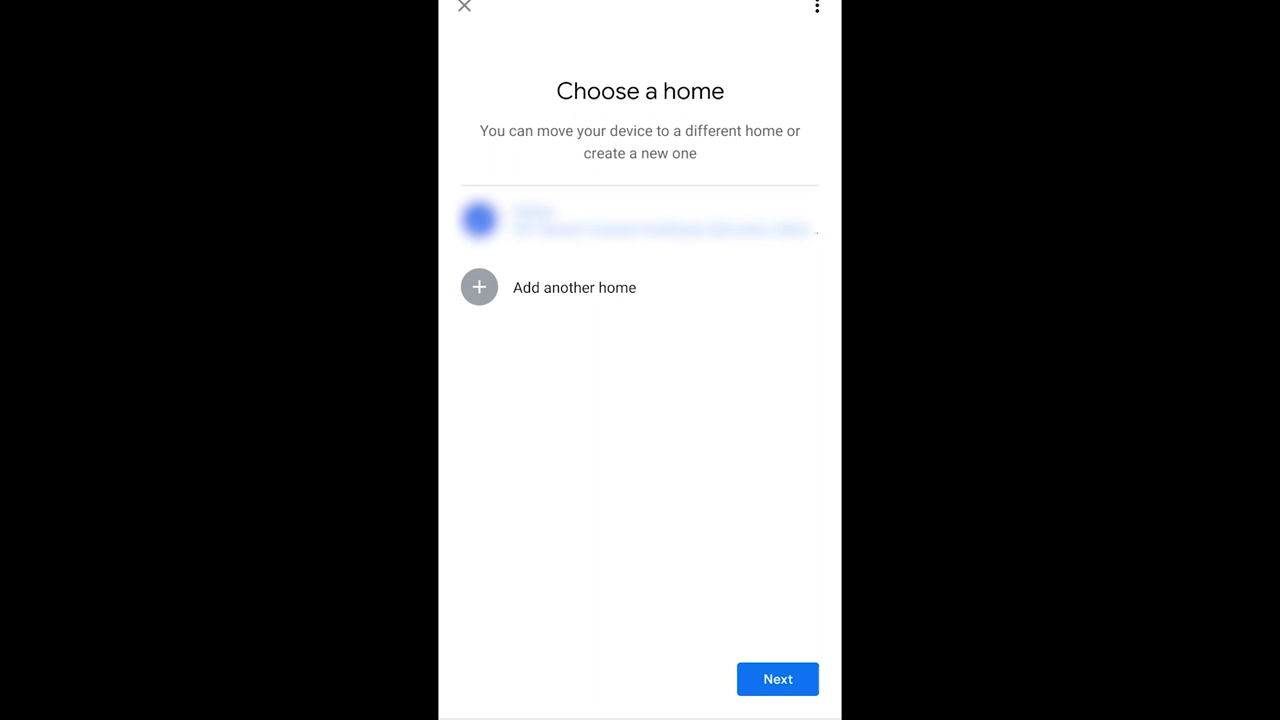 Choose a home
You can move your device to a different home or
create a new one
Add another home
Next